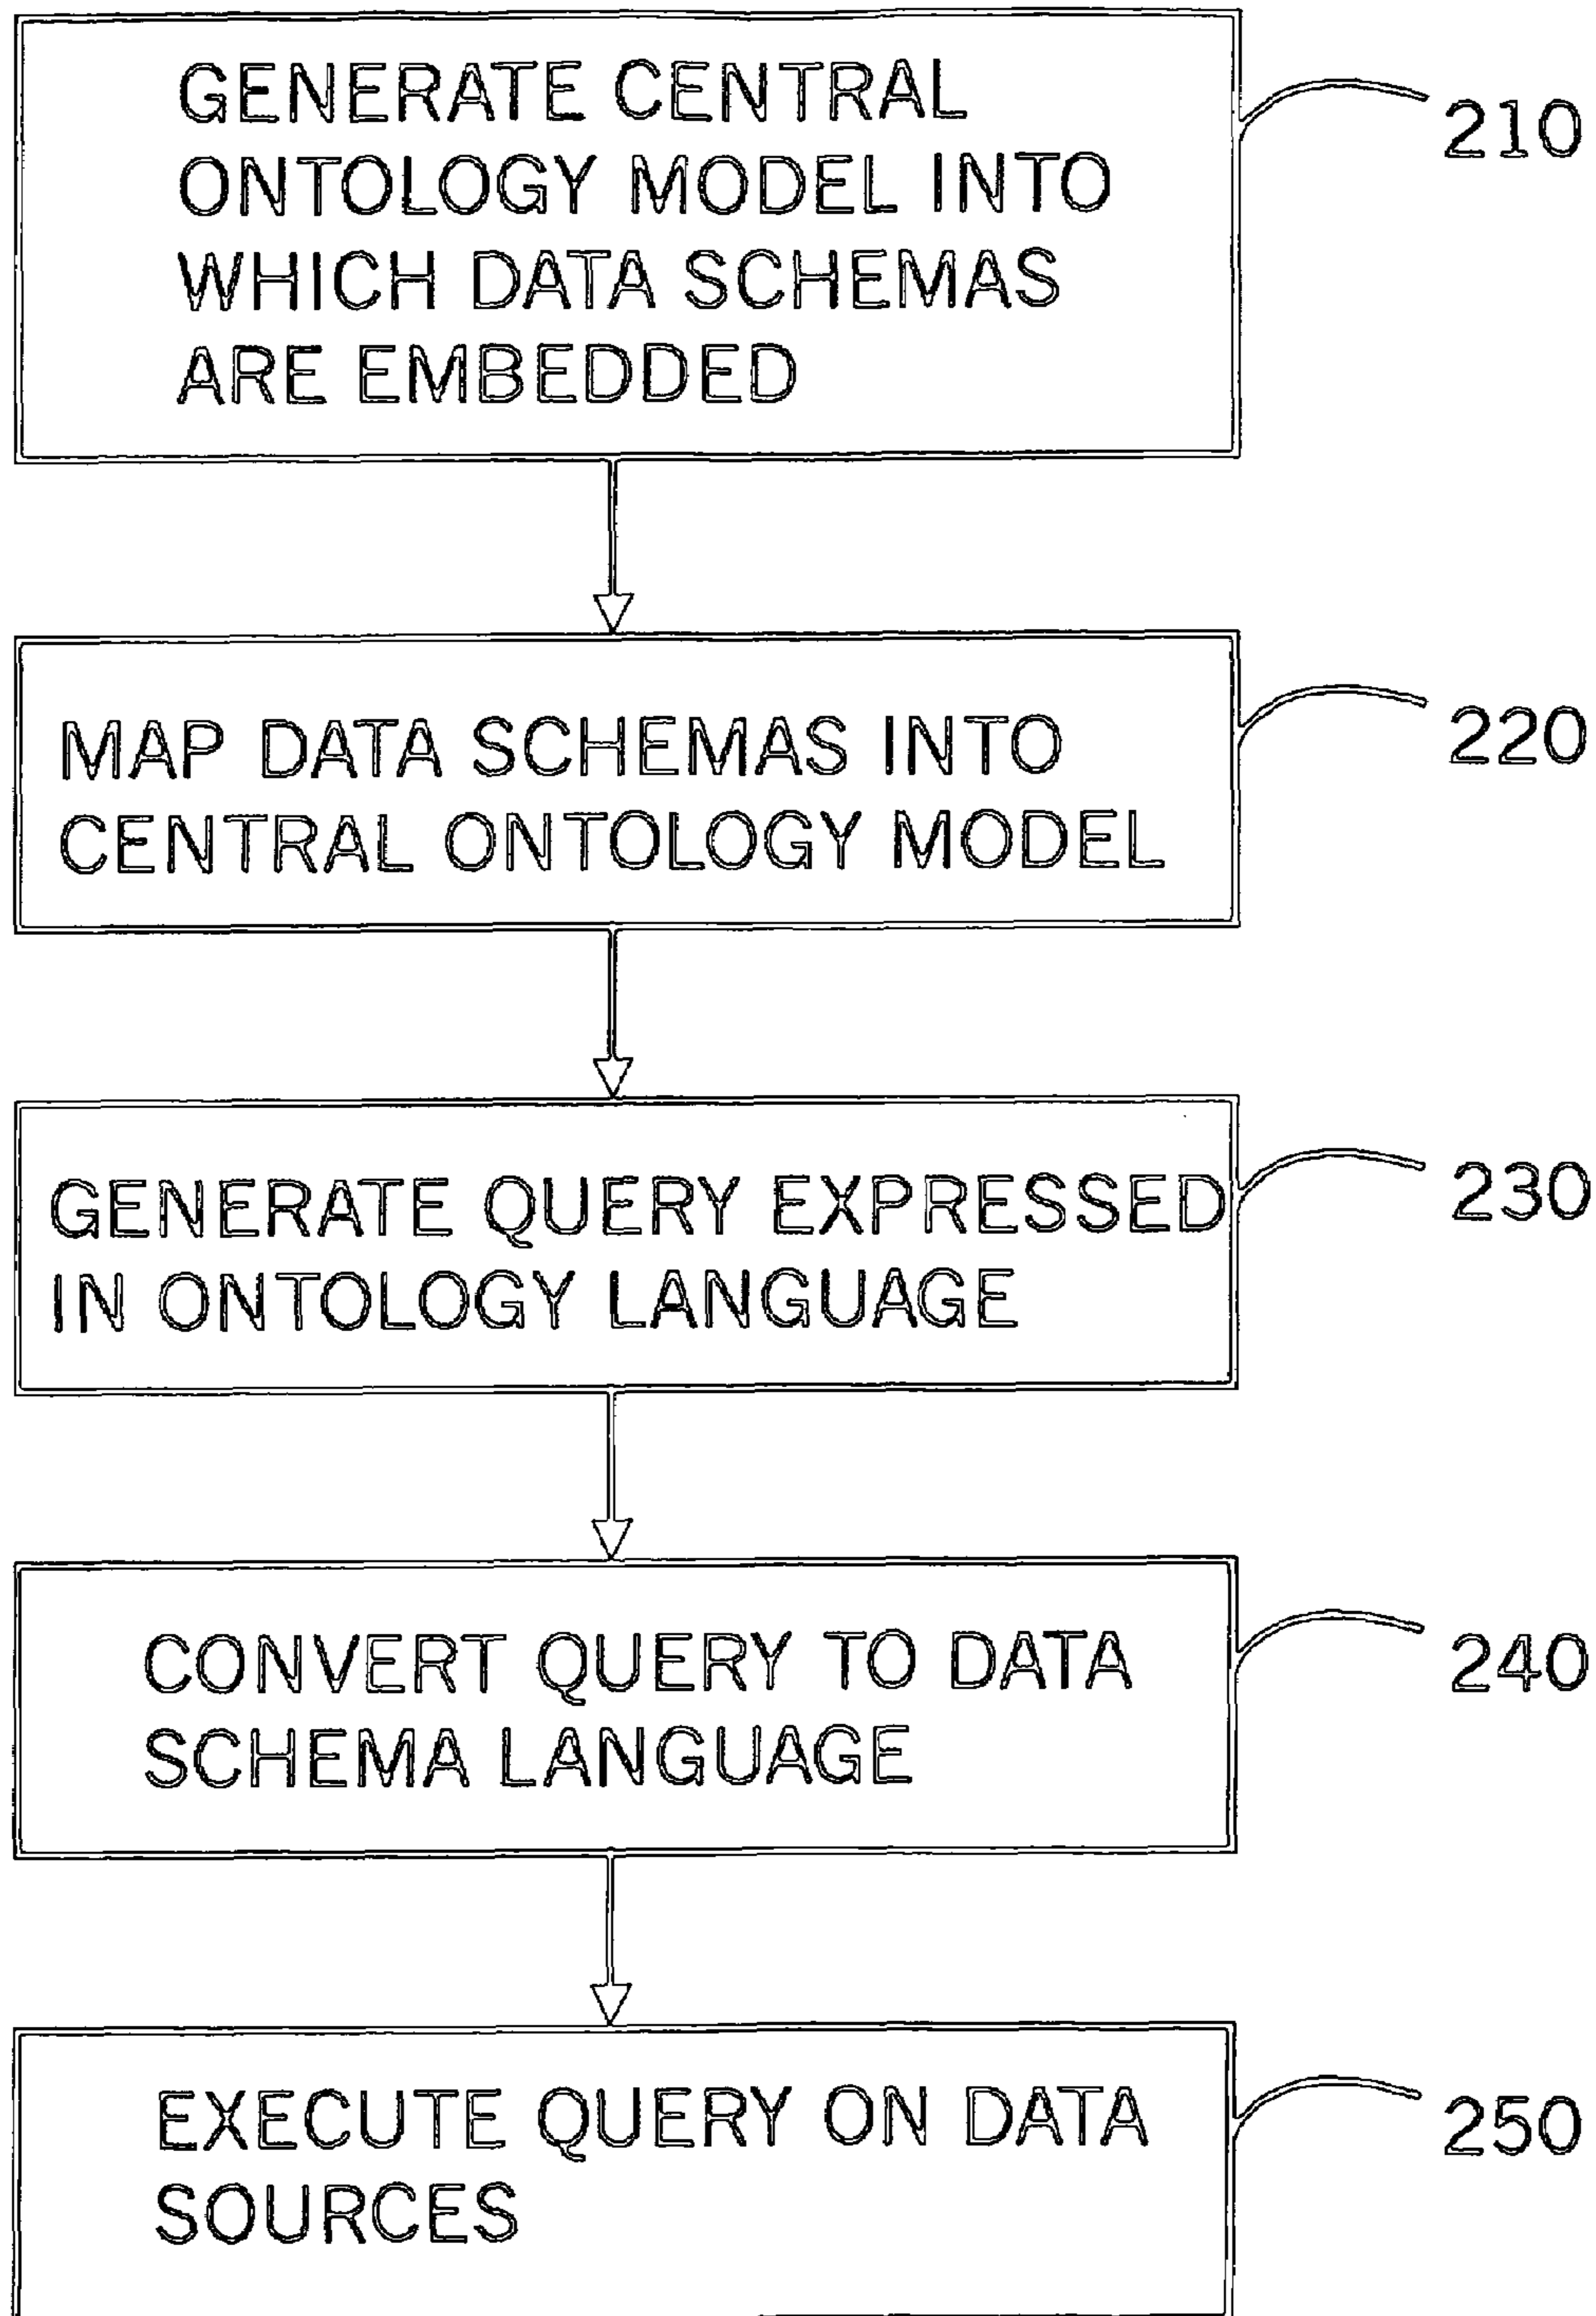 GENERATE CENTRAL
ONTOLOGY MODEL INTO
WHICH DATA SCHEMAS
ARE EMBEDDED
210
MAP DATA SCHEMAS INTO
CENTRAL ONTOLOGY MODEL
220
GENERATE QUERY EXPRESSED
IN ONTOLOGY LANGUAGE
230
CONVERT QUERY TO DATA
SCHEMA LANGUAGE
240
EXECUTE QUERY ON DATA
SOURCES
250